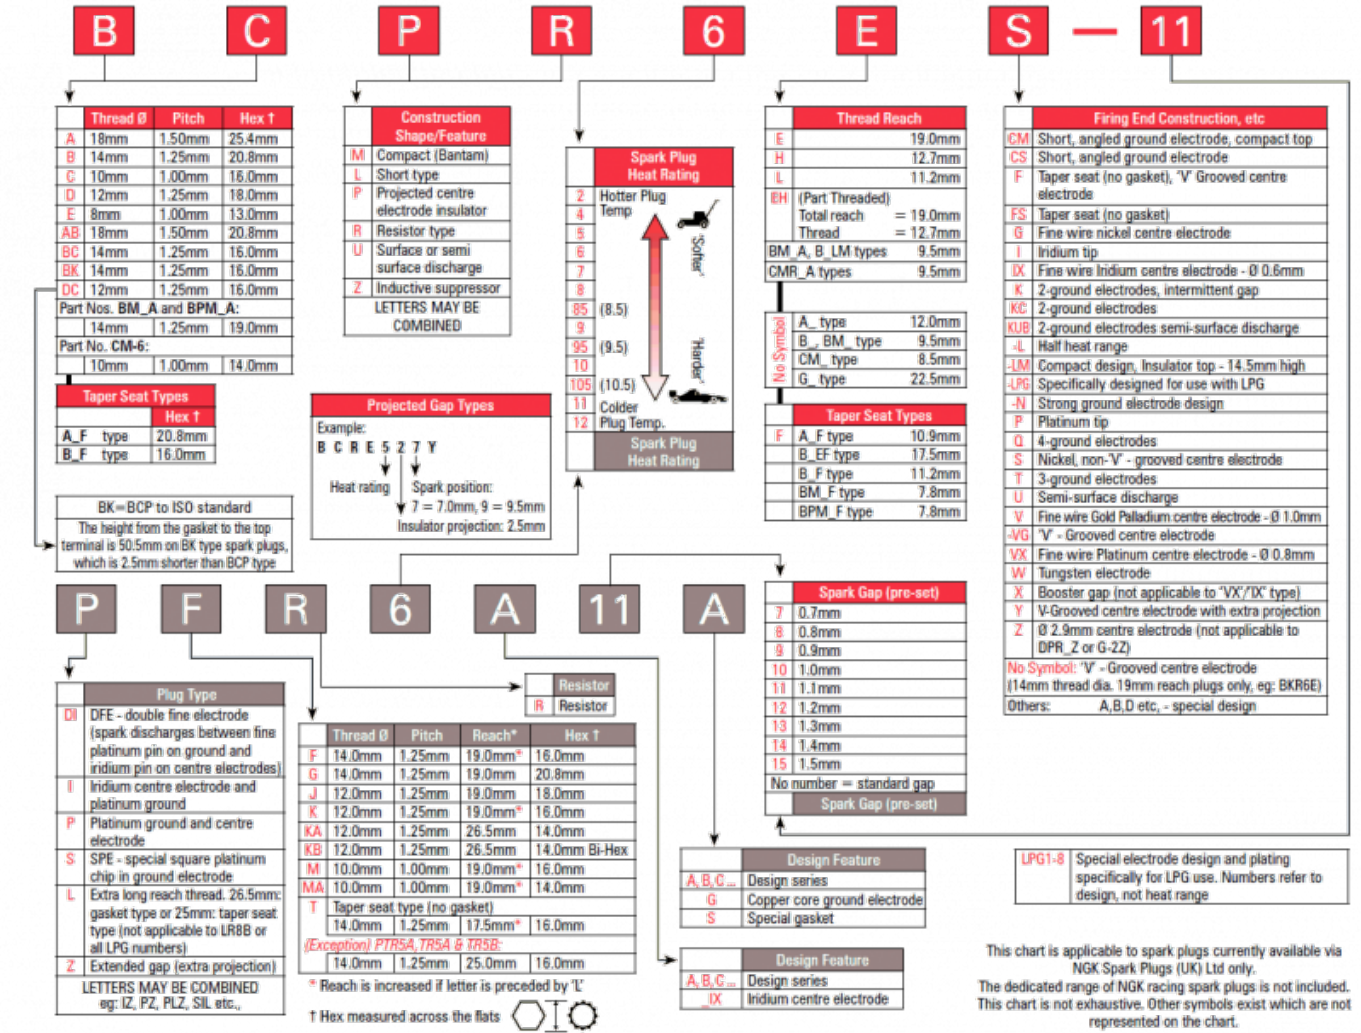 B C P R 6 E S — 11
Thread Ø Pitch Hex †
A 18mm 1.50mm 25.4mm
B 14mm 1.25mm 20.8mm
C 10mm 1.00mm 16.0mm
D 12mm 1.25mm 18.0mm
E 8mm 1.00mm 13.0mm
AB 18mm 1.50mm 20.8mm
BC 14mm 1.25mm 16.0mm
BK 14mm 1.25mm 16.0mm
DC 12mm 1.25mm 16.0mm
Part Nos. BM_A and BPM_A:
14mm 1.25mm 19.0mm
Part No. CM-6:
10mm 1.00mm 14.0mm
Taper Seat Types
Hex †
A_F type 20.8mm
B_F type 16.0mm
BK=BCP to ISO standard
The height from the gasket to the top
terminal is 50.5mm on BK type spark plugs,
which is 2.5mm shorter than BCP type
Construction
Shape/Feature
M Compact (Bantam)
L Short type
P Projected centre
electrode insulator
R Resistor type
U Surface or semi
surface discharge
Z Inductive suppressor
LETTERS MAY BE
COMBINED
Projected Gap Types
Example:
B C R E 5 2 7 Y
Heat rating Spark position:
7 = 7.0mm, 9 = 9.5mm
Insulator projection: 2.5mm
Spark Plug
Heat Rating
2 Hotter Plug
4 Temp
5
6 "Softer"
7
8
85 (8.5)
9
95 (9.5) "Harder"
10
105 (10.5)
11 Colder
12 Plug Temp.
Spark Plug
Heat Rating
Thread Reach
E 19.0mm
H 12.7mm
L 11.2mm
EH (Part Threaded)
Total reach = 19.0mm
Thread = 12.7mm
BM_A, B_LM types 9.5mm
CMR_A types 9.5mm
No Symbol
A_ type 12.0mm
B_, BM_ type 9.5mm
CM_ type 8.5mm
G_ type 22.5mm
Taper Seat Types
F A_F type 10.9mm
B_EF type 17.5mm
B_F type 11.2mm
BM_F type 7.8mm
BPM_F type 7.8mm
Firing End Construction, etc
CM Short, angled ground electrode, compact top
CS Short, angled ground electrode
F Taper seat (no gasket), 'V' Grooved centre
electrode
FS Taper seat (no gasket)
G Fine wire nickel centre electrode
I Iridium tip
IX Fine wire Iridium centre electrode - Ø 0.6mm
K 2-ground electrodes, intermittent gap
KC 2-ground electrodes
KUB 2-ground electrodes semi-surface discharge
-L Half heat range
-LM Compact design, Insulator top - 14.5mm high
-LPG Specifically designed for use with LPG
-N Strong ground electrode design
P Platinum tip
Q 4-ground electrodes
S Nickel, non-'V' - grooved centre electrode
T 3-ground electrodes
U Semi-surface discharge
V Fine wire Gold Palladium centre electrode - Ø 1.0mm
-VG 'V' - Grooved centre electrode
VX Fine wire Platinum centre electrode - Ø 0.8mm
W Tungsten electrode
X Booster gap (not applicable to 'VX'/'IX' type)
Y V-Grooved centre electrode with extra projection
Z Ø 2.9mm centre electrode (not applicable to
DPR_Z or G-2Z)
No Symbol: 'V' - Grooved centre electrode
(14mm thread dia. 19mm reach plugs only, eg: BKR6E)
Others: A,B,D etc, - special design
P F R 6 A 11 A
Plug Type
DI DFE - double fine electrode
(spark discharges between fine
platinum pin on ground and
iridium pin on centre electrodes)
I Iridium centre electrode and
platinum ground
P Platinum ground and centre
electrode
S SPE - special square platinum
chip in ground electrode
L Extra long reach thread. 26.5mm:
gasket type or 25mm: taper seat
type (not applicable to LR8B or
all LPG numbers)
Z Extended gap (extra projection)
LETTERS MAY BE COMBINED
eg: IZ, PZ, PLZ, SIL etc.,
Resistor
R Resistor
Thread Ø Pitch Reach* Hex †
F 14.0mm 1.25mm 19.0mm* 16.0mm
G 14.0mm 1.25mm 19.0mm 20.8mm
J 12.0mm 1.25mm 19.0mm 18.0mm
K 12.0mm 1.25mm 19.0mm* 16.0mm
KA 12.0mm 1.25mm 26.5mm 14.0mm
KB 12.0mm 1.25mm 26.5mm 14.0mm Bi-Hex
M 10.0mm 1.00mm 19.0mm* 16.0mm
MA 10.0mm 1.00mm 19.0mm* 14.0mm
T Taper seat type (no gasket)
14.0mm 1.25mm 17.5mm* 16.0mm
(Exception) PTR5A, TR5A & TR5B:
14.0mm 1.25mm 25.0mm 16.0mm
* Reach is increased if letter is preceded by 'L'
† Hex measured across the flats
Spark Gap (pre-set)
7 0.7mm
8 0.8mm
9 0.9mm
10 1.0mm
11 1.1mm
12 1.2mm
13 1.3mm
14 1.4mm
15 1.5mm
No number = standard gap
Spark Gap (pre-set)
Design Feature
A, B, C ... Design series
G Copper core ground electrode
S Special gasket
Design Feature
A, B, C ... Design series
_IX Iridium centre electrode
LPG1-8 Special electrode design and plating
specifically for LPG use. Numbers refer to
design, not heat range
This chart is applicable to spark plugs currently available via
NGK Spark Plugs (UK) Ltd only.
The dedicated range of NGK racing spark plugs is not included.
This chart is not exhaustive. Other symbols exist which are not
represented on the chart.